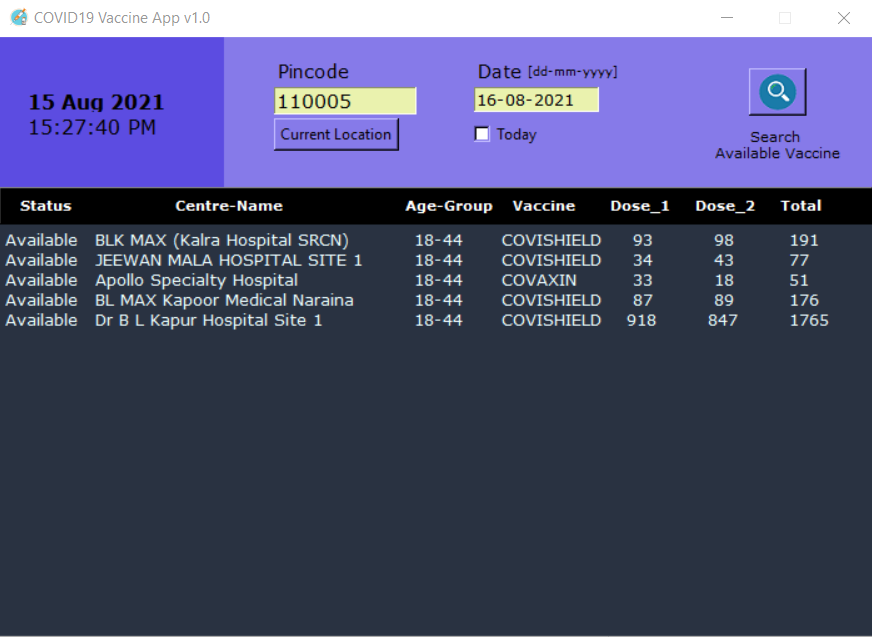 COVID19 Vaccine App v1.0
15 Aug 2021
15:27:40 PM
Pincode
110005
Current Location
Date [dd-mm-yyyy]
16-08-2021
Today
Search
Available Vaccine
Status Centre-Name Age-Group Vaccine Dose_1 Dose_2 Total
Available BLK MAX (Kalra Hospital SRCN) 18-44 COVISHIELD 93 98 191
Available JEEWAN MALA HOSPITAL SITE 1 18-44 COVISHIELD 34 43 77
Available Apollo Specialty Hospital 18-44 COVAXIN 33 18 51
Available BL MAX Kapoor Medical Naraina 18-44 COVISHIELD 87 89 176
Available Dr B L Kapur Hospital Site 1 18-44 COVISHIELD 918 847 1765